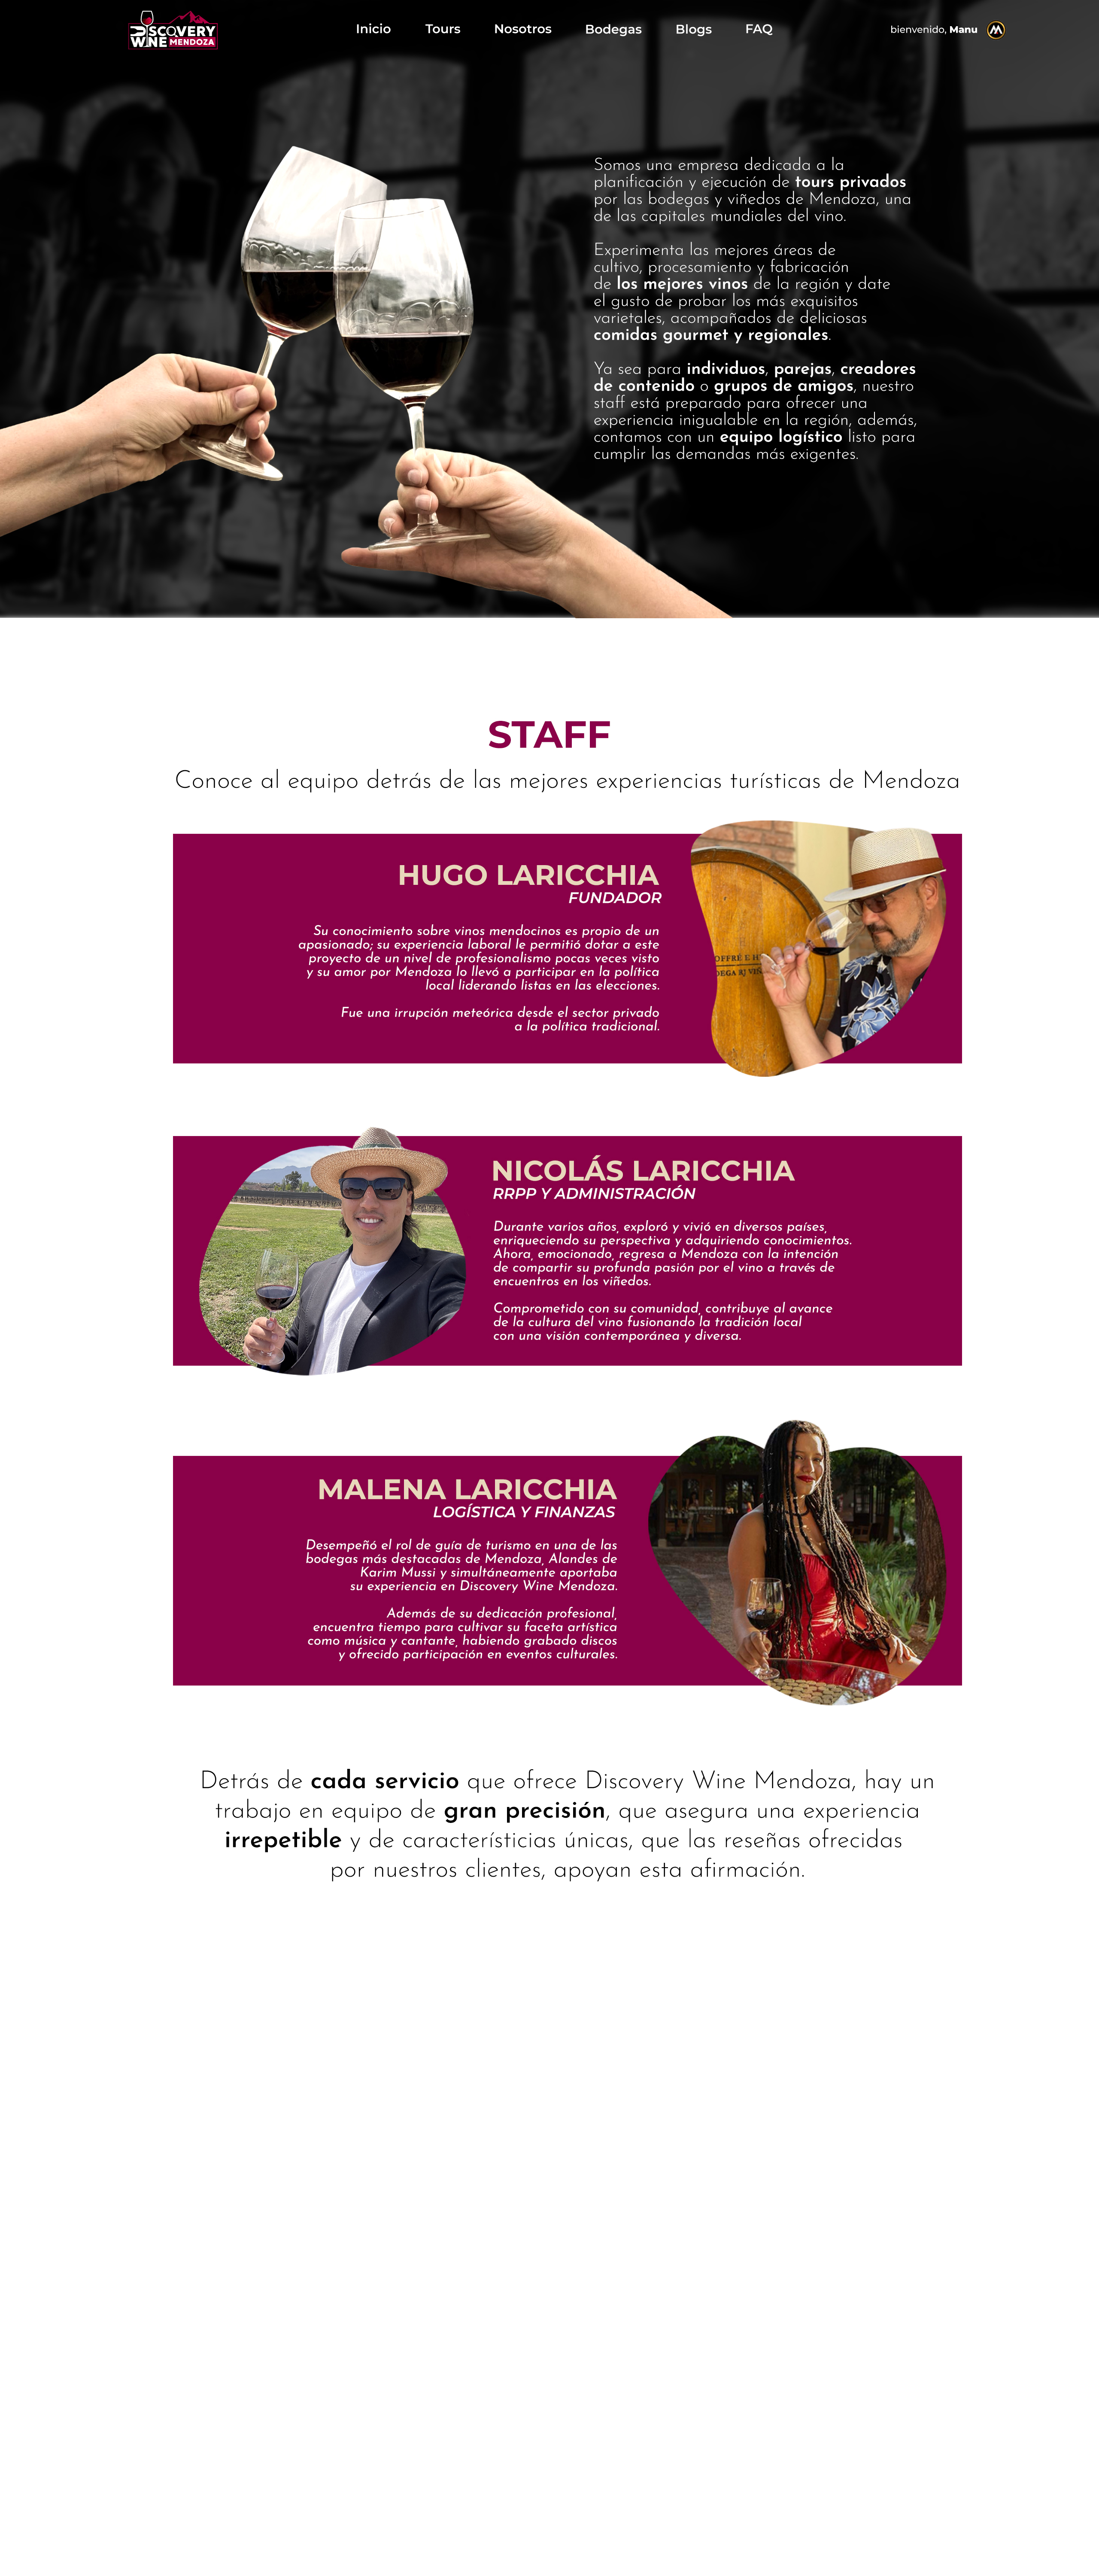 DISCOVERY
WINE MENDOZA
Inicio
Tours
Nosotros
Bodegas
Blogs
FAQ
bienvenido, Manu
Somos una empresa dedicada a la
planificación y ejecución de tours privados
por las bodegas y viñedos de Mendoza, una
de las capitales mundiales del vino.
Experimenta las mejores áreas de
cultivo, procesamiento y fabricación
de los mejores vinos de la región y date
el gusto de probar los más exquisitos
varietales, acompañados de deliciosas
comidas gourmet y regionales.
Ya sea para individuos, parejas, creadores
de contenido o grupos de amigos, nuestro
staff está preparado para ofrecer una
experiencia inigualable en la región, además,
contamos con un equipo logístico listo para
cumplir las demandas más exigentes.
STAFF
Conoce al equipo detrás de las mejores experiencias turísticas de Mendoza
HUGO LARICCHIA
FUNDADOR
Su conocimiento sobre vinos mendocinos es propio de un
apasionado; su experiencia laboral le permitió dotar a este
proyecto de un nivel de profesionalismo pocas veces visto
y su amor por Mendoza lo llevó a participar en la política
local liderando listas en las elecciones.
Fue una irrupción meteórica desde el sector privado
a la política tradicional.
NICOLÁS LARICCHIA
RRPP Y ADMINISTRACIÓN
Durante varios años, exploró y vivió en diversos países,
enriqueciendo su perspectiva y adquiriendo conocimientos.
Ahora, emocionado, regresa a Mendoza con la intención
de compartir su profunda pasión por el vino a través de
encuentros en los viñedos.
Comprometido con su comunidad, contribuye al avance
de la cultura del vino fusionando la tradición local
con una visión contemporánea y diversa.
MALENA LARICCHIA
LOGÍSTICA Y FINANZAS
Desempeñó el rol de guía de turismo en una de las
bodegas más destacadas de Mendoza, Alandes de
Karim Mussi y simultáneamente aportaba
su experiencia en Discovery Wine Mendoza.
Además de su dedicación profesional,
encuentra tiempo para cultivar su faceta artística
como música y cantante, habiendo grabado discos
y ofrecido participación en eventos culturales.
Detrás de cada servicio que ofrece Discovery Wine Mendoza, hay un
trabajo en equipo de gran precisión, que asegura una experiencia
irrepetible y de característicias únicas, que las reseñas ofrecidas
por nuestros clientes, apoyan esta afirmación.